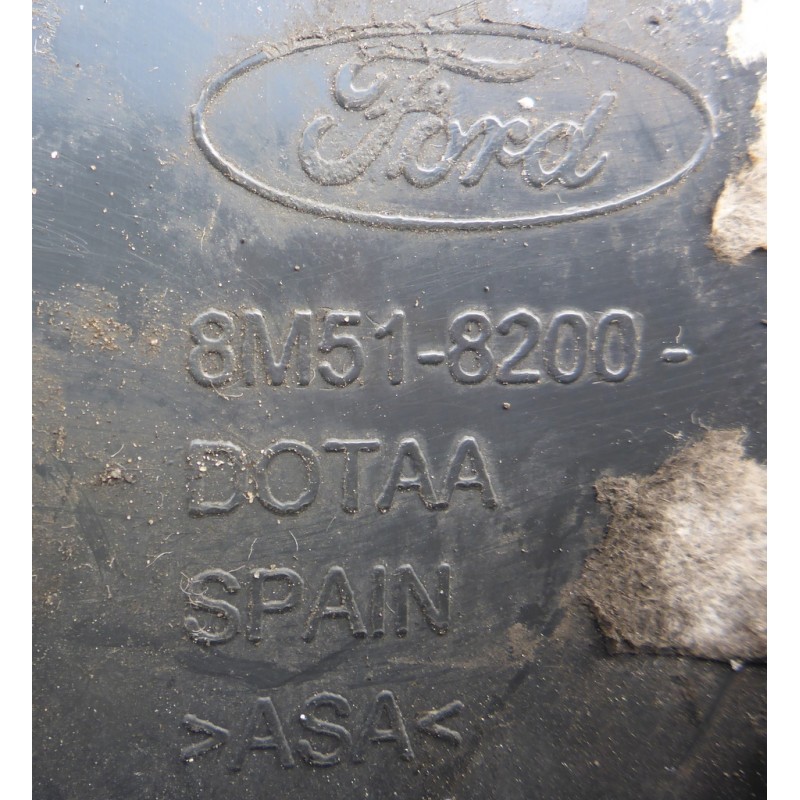 Ford
8M51-8200-
DOTAA
SPAIN
>ASA<